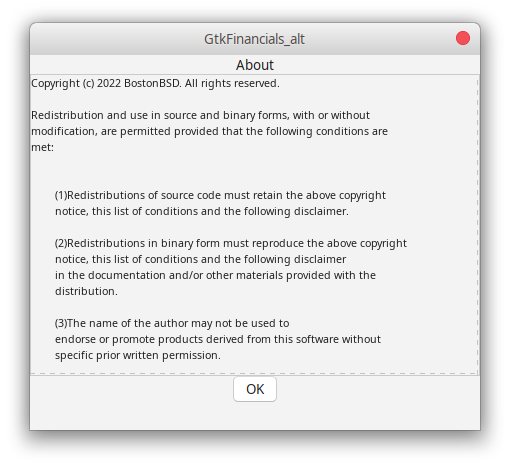 GtkFinancials_alt
About
Copyright (c) 2022 BostonBSD. All rights reserved.
Redistribution and use in source and binary forms, with or without
modification, are permitted provided that the following conditions are
met:
(1)Redistributions of source code must retain the above copyright
notice, this list of conditions and the following disclaimer.
(2)Redistributions in binary form must reproduce the above copyright
notice, this list of conditions and the following disclaimer
in the documentation and/or other materials provided with the
distribution.
(3)The name of the author may not be used to
endorse or promote products derived from this software without
specific prior written permission.
OK